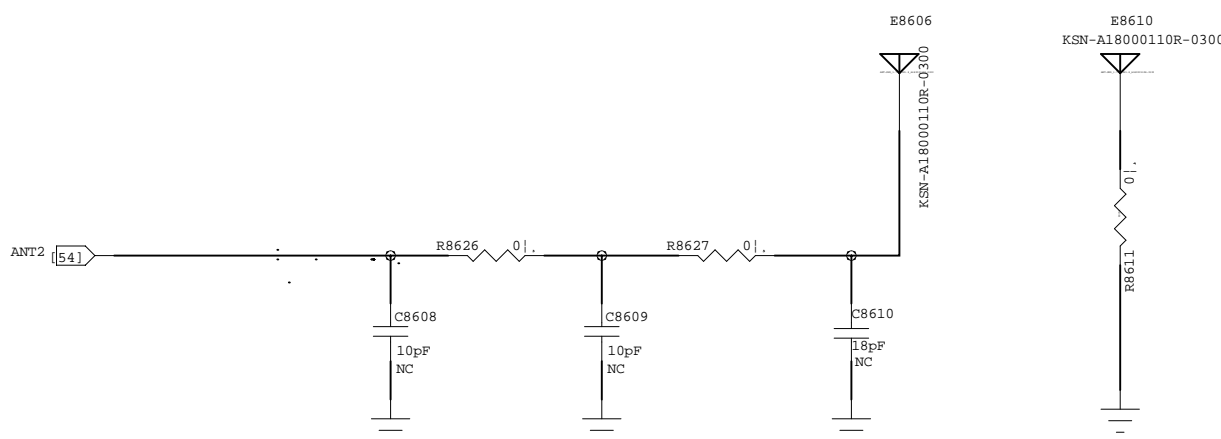 E8606
KSN-A18000110R-0300
E8610
KSN-A18000110R-0300
0|.
R8611
ANT2 [54]
R8626 0|.
R8627 0|.
C8608
10pF
NC
C8609
10pF
NC
C8610
18pF
NC